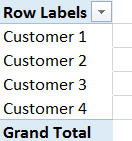 Row Labels
Customer 1
Customer 2
Customer 3
Customer 4
Grand Total